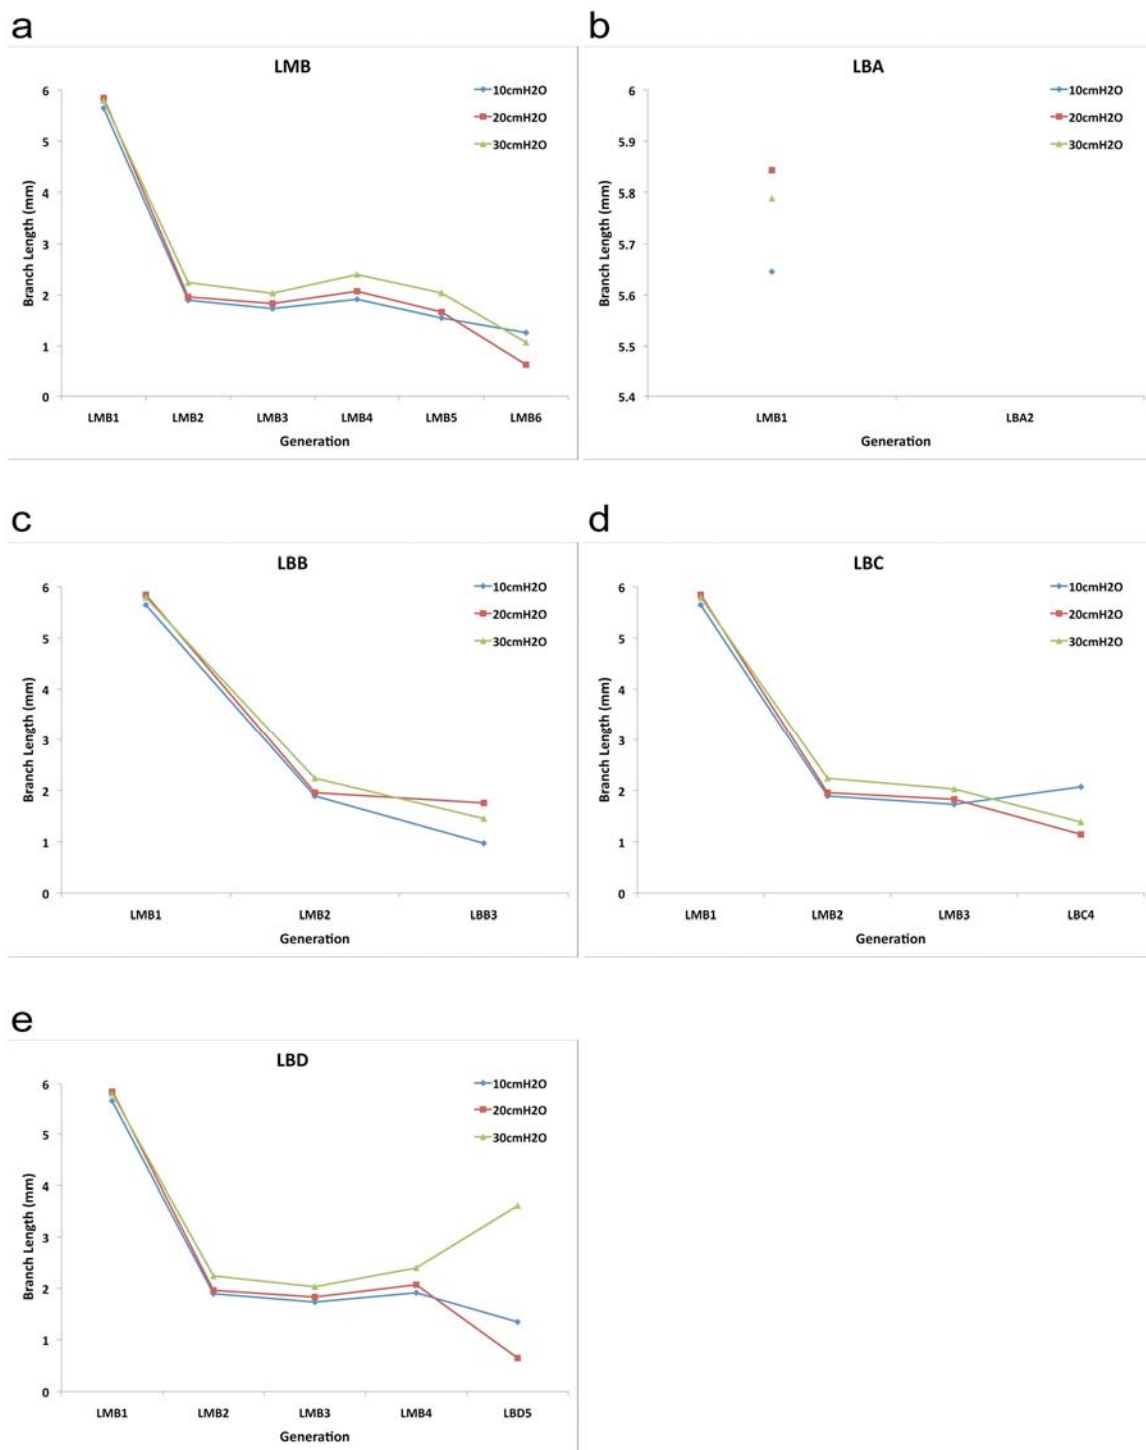 a
LMB
10cmH2O
20cmH2O
30cmH2O
6
5
4
3
2
1
0
Branch Length (mm)
LMB1 LMB2 LMB3 LMB4 LMB5 LMB6
Generation
b
LBA
10cmH2O
20cmH2O
30cmH2O
6
5.9
5.8
5.7
5.6
5.5
5.4
Branch Length (mm)
LMB1 LBA2
Generation
c
LBB
10cmH2O
20cmH2O
30cmH2O
6
5
4
3
2
1
0
Branch Length (mm)
LMB1 LMB2 LBB3
Generation
d
LBC
10cmH2O
20cmH2O
30cmH2O
6
5
4
3
2
1
0
Branch Length (mm)
LMB1 LMB2 LMB3 LBC4
Generation
e
LBD
10cmH2O
20cmH2O
30cmH2O
6
5
4
3
2
1
0
Branch Length (mm)
LMB1 LMB2 LMB3 LMB4 LBD5
Generation